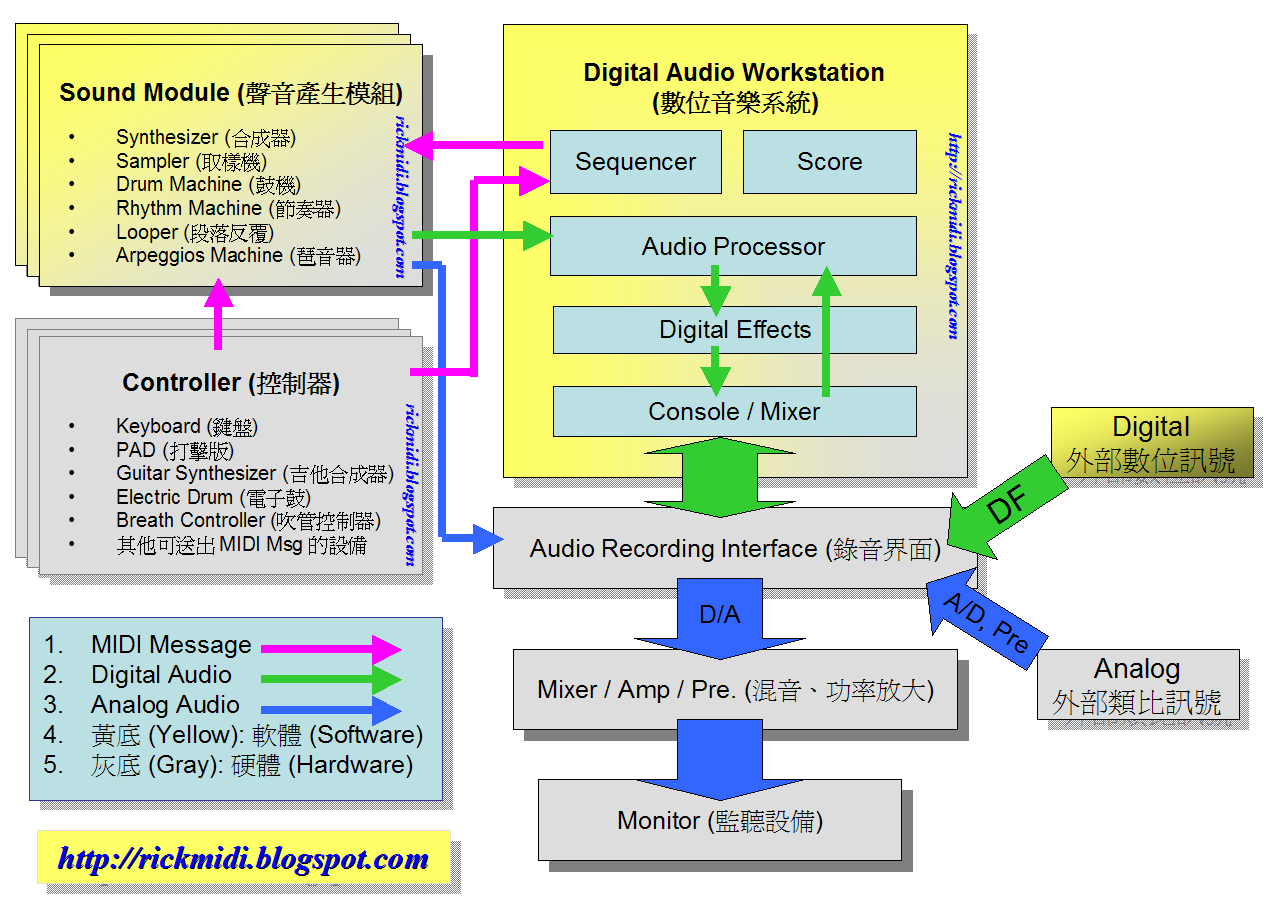 Sound Module (聲音產生模組)
• Synthesizer (合成器)
• Sampler (取樣機)
• Drum Machine (鼓機)
• Rhythm Machine (節奏器)
• Looper (段落反覆)
• Arpeggios Machine (琶音器)
rickmidi.blogspot.com
Controller (控制器)
• Keyboard (鍵盤)
• PAD (打擊版)
• Guitar Synthesizer (吉他合成器)
• Electric Drum (電子鼓)
• Breath Controller (吹管控制器)
• 其他可送出 MIDI Msg 的設備
rickmidi.blogspot.com
Digital Audio Workstation
(數位音樂系統)
Sequencer
Score
Audio Processor
Digital Effects
Console / Mixer
http://rickmidi.blogspot.com
Digital
外部數位訊號
DF
Audio Recording Interface (錄音界面)
D/A
A/D, Pre
Analog
外部類比訊號
Mixer / Amp / Pre. (混音、功率放大)
Monitor (監聽設備)
1. MIDI Message
2. Digital Audio
3. Analog Audio
4. 黃底 (Yellow): 軟體 (Software)
5. 灰底 (Gray): 硬體 (Hardware)
http://rickmidi.blogspot.com